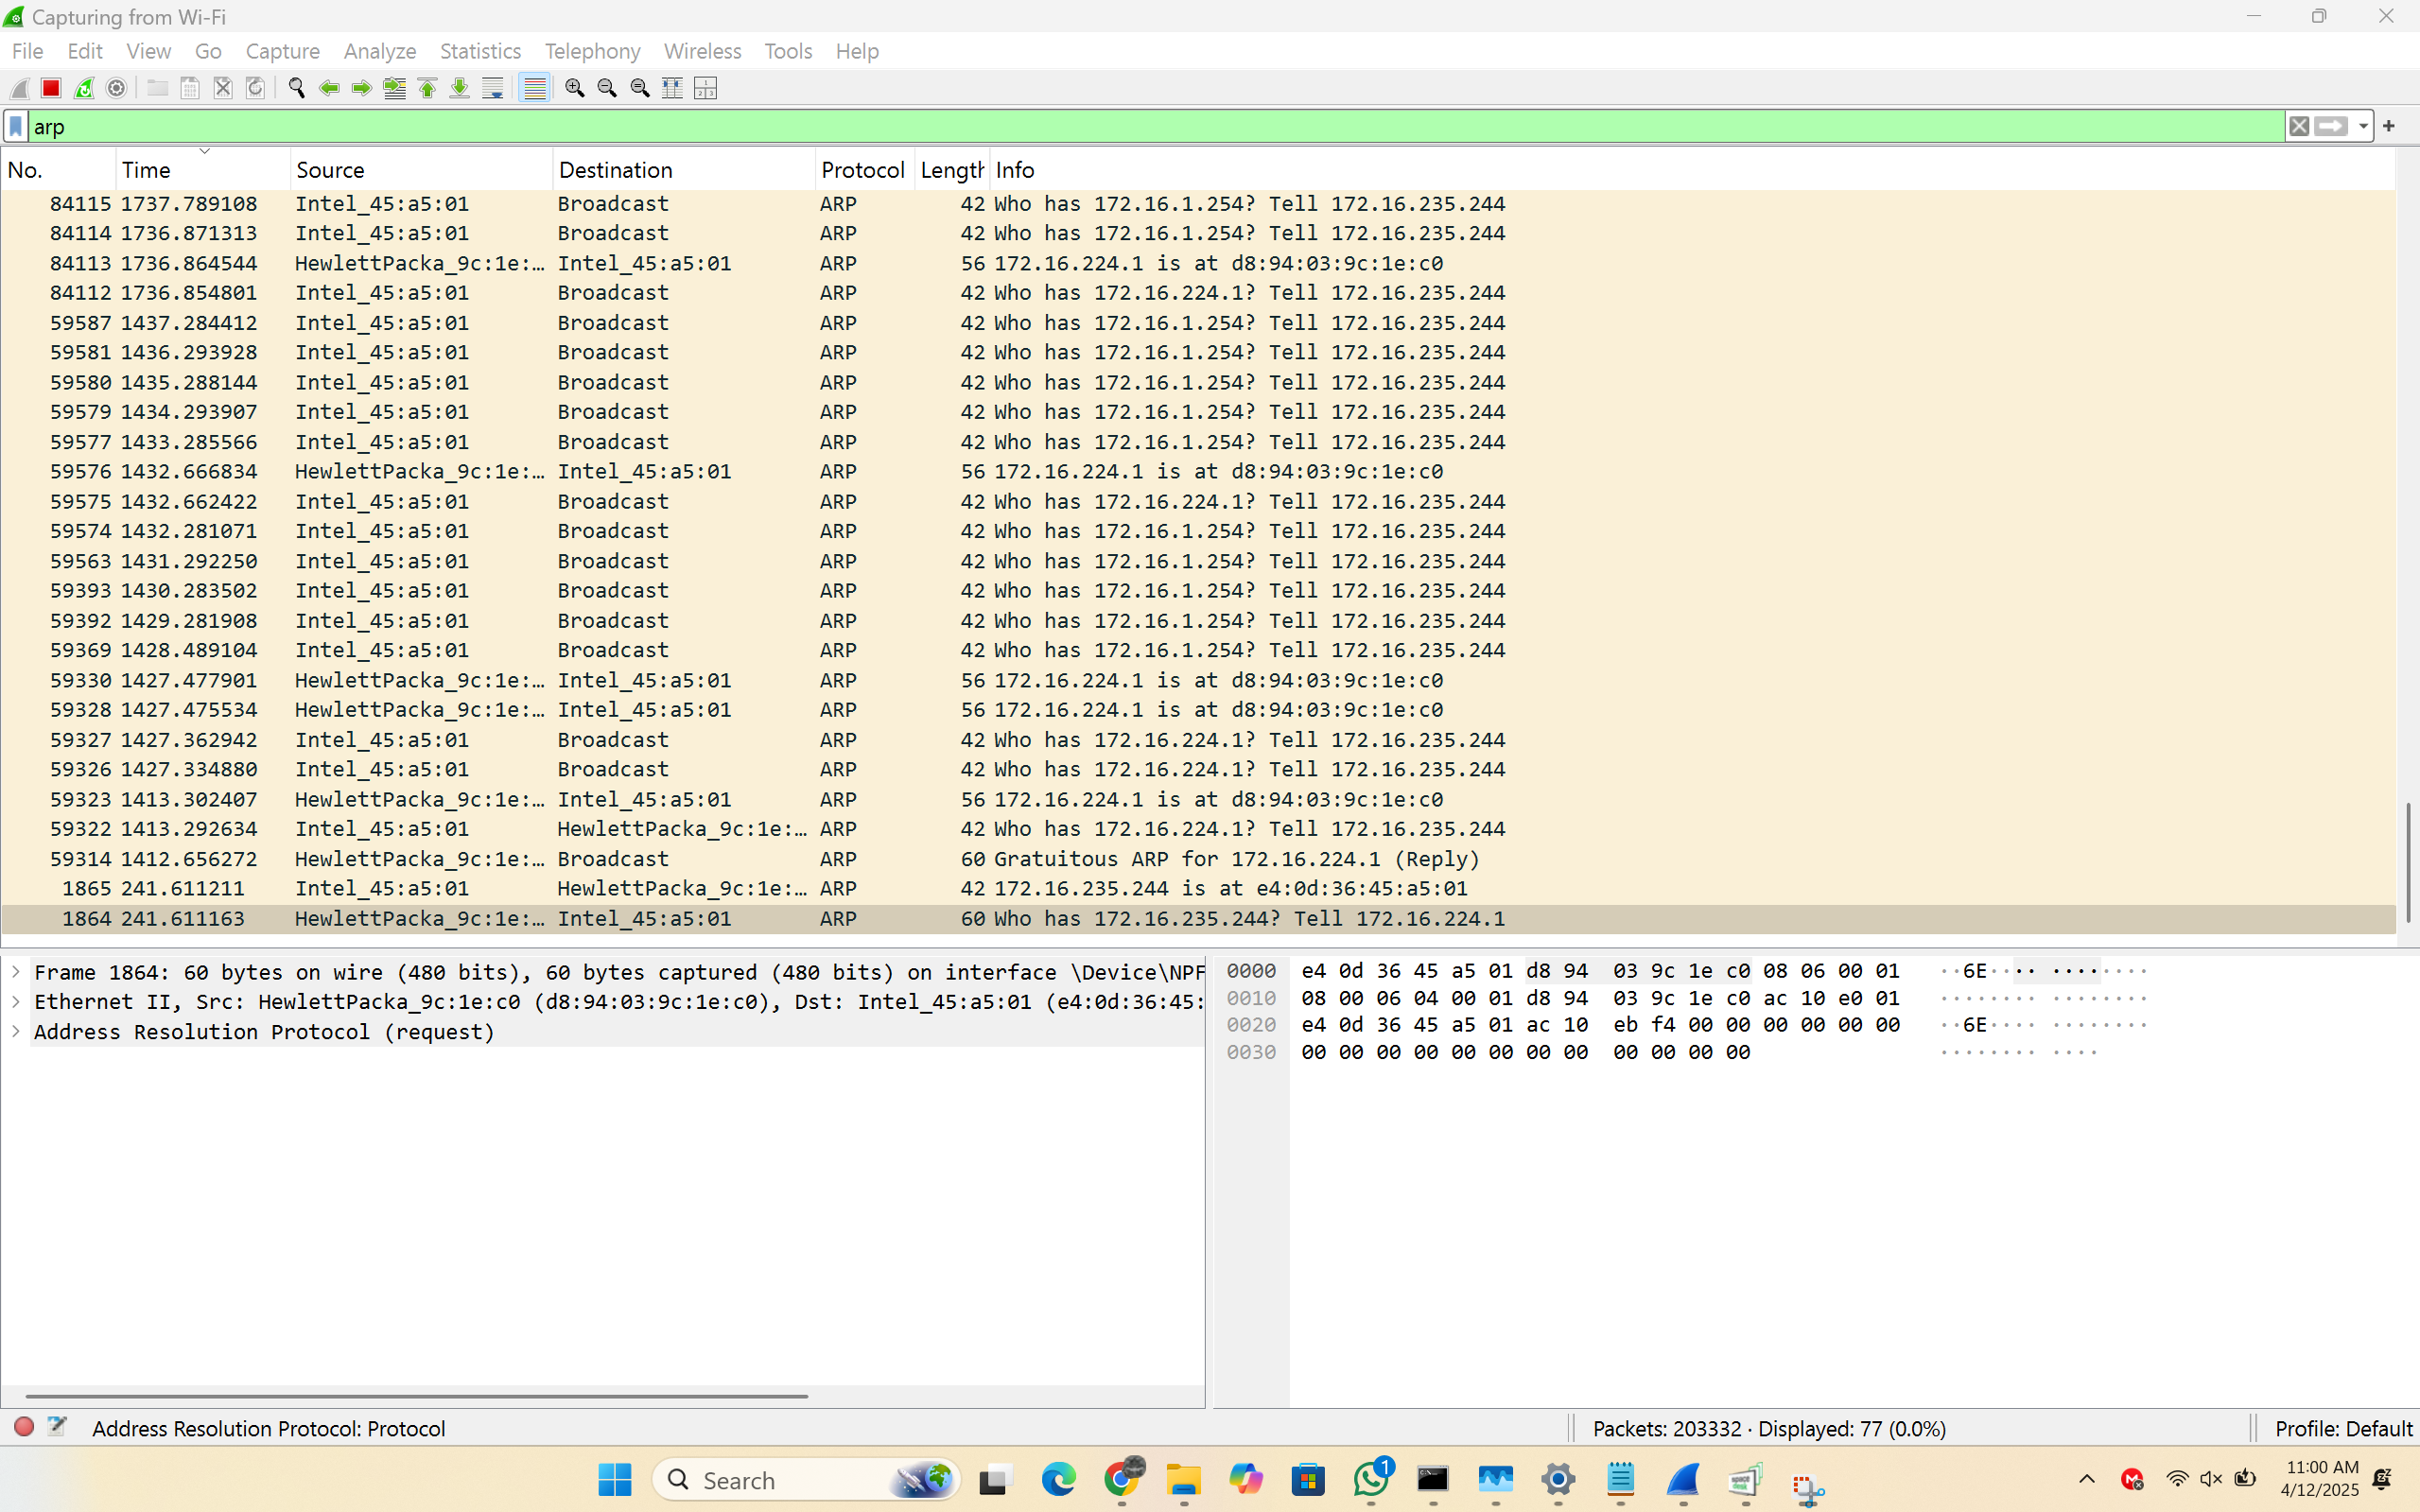 Capturing from Wi-Fi
File Edit View Go Capture Analyze Statistics Telephony Wireless Tools Help
arp
No. Time Source Destination Protocol Length Info
84115 1737.789108 Intel_45:a5:01 Broadcast ARP 42 Who has 172.16.1.254? Tell 172.16.235.244
84114 1736.871313 Intel_45:a5:01 Broadcast ARP 42 Who has 172.16.1.254? Tell 172.16.235.244
84113 1736.864544 HewlettPacka_9c:1e:… Intel_45:a5:01 ARP 56 172.16.224.1 is at d8:94:03:9c:1e:c0
84112 1736.854801 Intel_45:a5:01 Broadcast ARP 42 Who has 172.16.224.1? Tell 172.16.235.244
59587 1437.284412 Intel_45:a5:01 Broadcast ARP 42 Who has 172.16.1.254? Tell 172.16.235.244
59581 1436.293928 Intel_45:a5:01 Broadcast ARP 42 Who has 172.16.1.254? Tell 172.16.235.244
59580 1435.288144 Intel_45:a5:01 Broadcast ARP 42 Who has 172.16.1.254? Tell 172.16.235.244
59579 1434.293907 Intel_45:a5:01 Broadcast ARP 42 Who has 172.16.1.254? Tell 172.16.235.244
59577 1433.285566 Intel_45:a5:01 Broadcast ARP 42 Who has 172.16.1.254? Tell 172.16.235.244
59576 1432.666834 HewlettPacka_9c:1e:… Intel_45:a5:01 ARP 56 172.16.224.1 is at d8:94:03:9c:1e:c0
59575 1432.662422 Intel_45:a5:01 Broadcast ARP 42 Who has 172.16.224.1? Tell 172.16.235.244
59574 1432.281071 Intel_45:a5:01 Broadcast ARP 42 Who has 172.16.1.254? Tell 172.16.235.244
59563 1431.292250 Intel_45:a5:01 Broadcast ARP 42 Who has 172.16.1.254? Tell 172.16.235.244
59393 1430.283502 Intel_45:a5:01 Broadcast ARP 42 Who has 172.16.1.254? Tell 172.16.235.244
59392 1429.281908 Intel_45:a5:01 Broadcast ARP 42 Who has 172.16.1.254? Tell 172.16.235.244
59369 1428.489104 Intel_45:a5:01 Broadcast ARP 42 Who has 172.16.1.254? Tell 172.16.235.244
59330 1427.477901 HewlettPacka_9c:1e:… Intel_45:a5:01 ARP 56 172.16.224.1 is at d8:94:03:9c:1e:c0
59328 1427.475534 HewlettPacka_9c:1e:… Intel_45:a5:01 ARP 56 172.16.224.1 is at d8:94:03:9c:1e:c0
59327 1427.362942 Intel_45:a5:01 Broadcast ARP 42 Who has 172.16.224.1? Tell 172.16.235.244
59326 1427.334880 Intel_45:a5:01 Broadcast ARP 42 Who has 172.16.224.1? Tell 172.16.235.244
59323 1413.302407 HewlettPacka_9c:1e:… Intel_45:a5:01 ARP 56 172.16.224.1 is at d8:94:03:9c:1e:c0
59322 1413.292634 Intel_45:a5:01 HewlettPacka_9c:1e:… ARP 42 Who has 172.16.224.1? Tell 172.16.235.244
59314 1412.656272 HewlettPacka_9c:1e:… Broadcast ARP 60 Gratuitous ARP for 172.16.224.1 (Reply)
1865 241.611211 Intel_45:a5:01 HewlettPacka_9c:1e:… ARP 42 172.16.235.244 is at e4:0d:36:45:a5:01
1864 241.611163 HewlettPacka_9c:1e:… Intel_45:a5:01 ARP 60 Who has 172.16.235.244? Tell 172.16.224.1
Frame 1864: 60 bytes on wire (480 bits), 60 bytes captured (480 bits) on interface \Device\NPF
Ethernet II, Src: HewlettPacka_9c:1e:c0 (d8:94:03:9c:1e:c0), Dst: Intel_45:a5:01 (e4:0d:36:45:
Address Resolution Protocol (request)
0000 e4 0d 36 45 a5 01 d8 94 03 9c 1e c0 08 06 00 01 ··6E···· ········
0010 08 00 06 04 00 01 d8 94 03 9c 1e c0 ac 10 e0 01 ········ ········
0020 e4 0d 36 45 a5 01 ac 10 eb f4 00 00 00 00 00 00 ··6E···· ········
0030 00 00 00 00 00 00 00 00 00 00 00 00 ········ ····
Address Resolution Protocol: Protocol
Packets: 203332 · Displayed: 77 (0.0%)
Profile: Default
Search
1
11:00 AM
4/12/2025